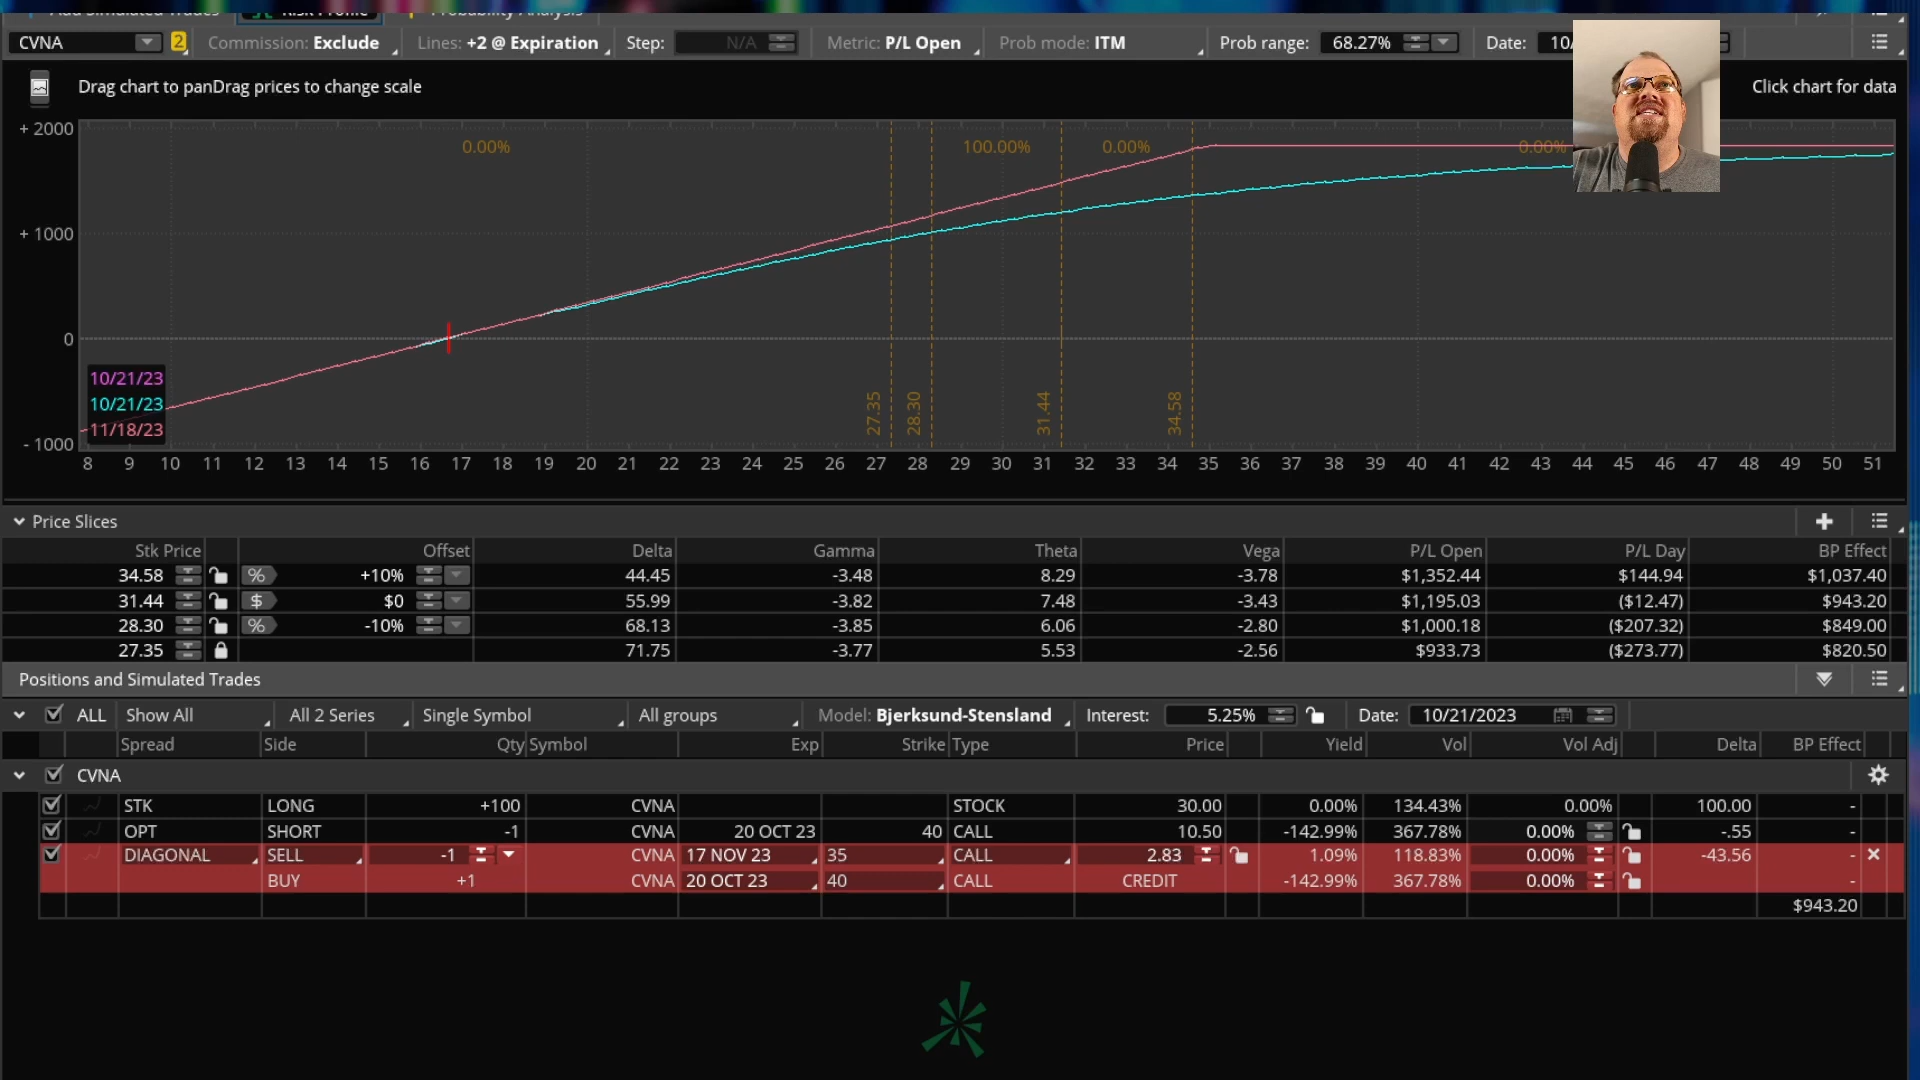 Add Simulated Trades Risk Profile Probability Analysis
CVNA 2 Commission: Exclude Lines: +2 @ Expiration Step: N/A Metric: P/L Open Prob mode: ITM Prob range: 68.27% Date: 10/
Drag chart to panDrag prices to change scale Click chart for data
+ 2000
0.00% 100.00% 0.00% 0.00%
+ 1000
0
10/21/23
10/21/23
11/18/23
27.35 28.30 31.44 34.58
- 1000
8 9 10 11 12 13 14 15 16 17 18 19 20 21 22 23 24 25 26 27 28 29 30 31 32 33 34 35 36 37 38 39 40 41 42 43 44 45 46 47 48 49 50 51
Price Slices
Stk Price Offset Delta Gamma Theta Vega P/L Open P/L Day BP Effect
34.58 % +10% 44.45 -3.48 8.29 -3.78 $1,352.44 $144.94 $1,037.40
31.44 $ $0 55.99 -3.82 7.48 -3.43 $1,195.03 ($12.47) $943.20
28.30 % -10% 68.13 -3.85 6.06 -2.80 $1,000.18 ($207.32) $849.00
27.35 71.75 -3.77 5.53 -2.56 $933.73 ($273.77) $820.50
Positions and Simulated Trades
ALL Show All All 2 Series Single Symbol All groups Model: Bjerksund-Stensland Interest: 5.25% Date: 10/21/2023
Spread Side Qty Symbol Exp Strike Type Price Yield Vol Vol Adj Delta BP Effect
CVNA
STK LONG +100 CVNA STOCK 30.00 0.00% 134.43% 0.00% 100.00 -
OPT SHORT -1 CVNA 20 OCT 23 40 CALL 10.50 -142.99% 367.78% 0.00% -.55 -
DIAGONAL SELL -1 CVNA 17 NOV 23 35 CALL 2.83 1.09% 118.83% 0.00% -43.56 -
BUY +1 CVNA 20 OCT 23 40 CALL CREDIT -142.99% 367.78% 0.00% -
$943.20